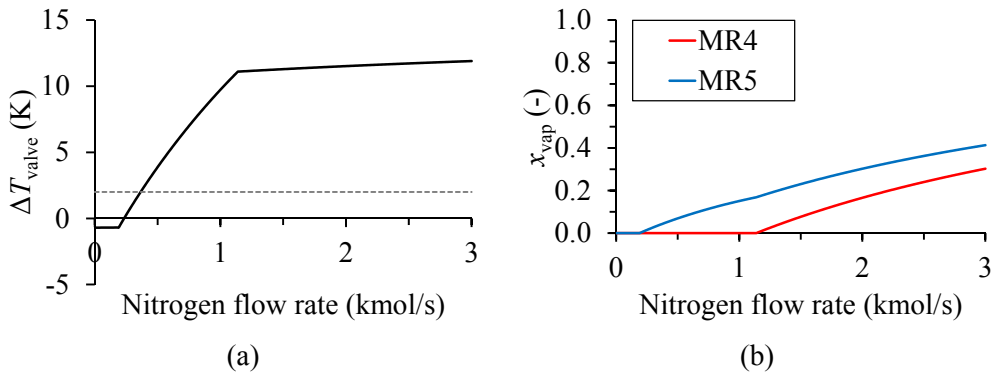 15
10
5
0
-5
0
1
2
3
ΔTvalve (K)
Nitrogen flow rate (kmol/s)
(a)
1.0
0.8
0.6
0.4
0.2
0.0
0
1
2
3
xvap (-)
MR4
MR5
Nitrogen flow rate (kmol/s)
(b)